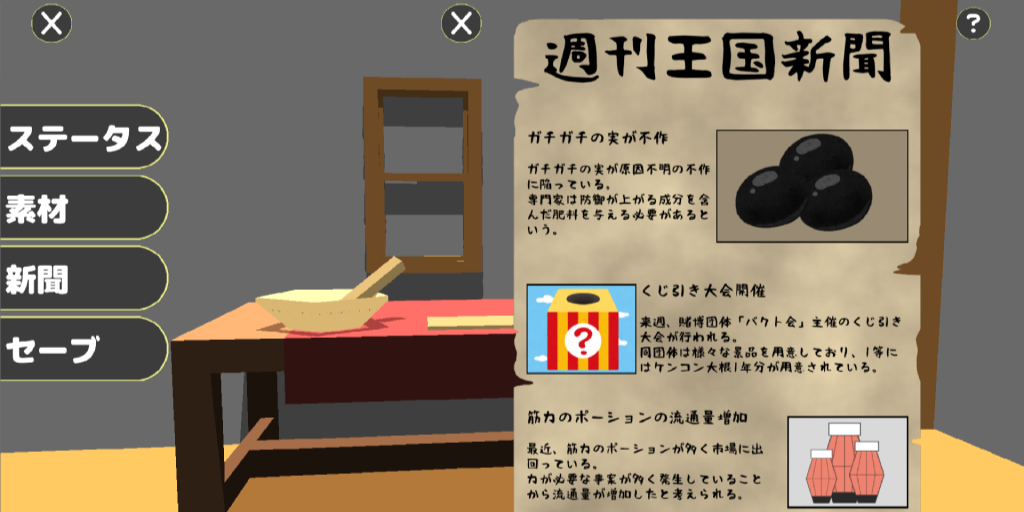 ステータス
素材
新聞
セーブ
?
週刊王国新聞
ガチガチの実が不作
ガチガチの実が原因不明の不作
に陥っている。
専門家は防御が上がる成分を含
んだ肥料を与える必要があると
いう。
?
くじ引き大会開催
来週、賭博団体「バクト会」主催のくじ引き
大会が行われる。
同団体は様々な景品を用意しており、1等に
はケンコン大根1年分が用意されている。
筋力のポーションの流通量増加
最近、筋力のポーションが多く市場に出
回っている。
力が必要な事案が多く発生していること
から流通量が増加したと考えられる。